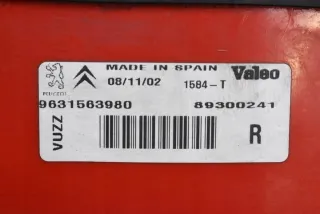 MADE IN SPAIN Valeo
PEUGEOT 08/11/02 1584-T
9631563980 89300241
VUZZ R